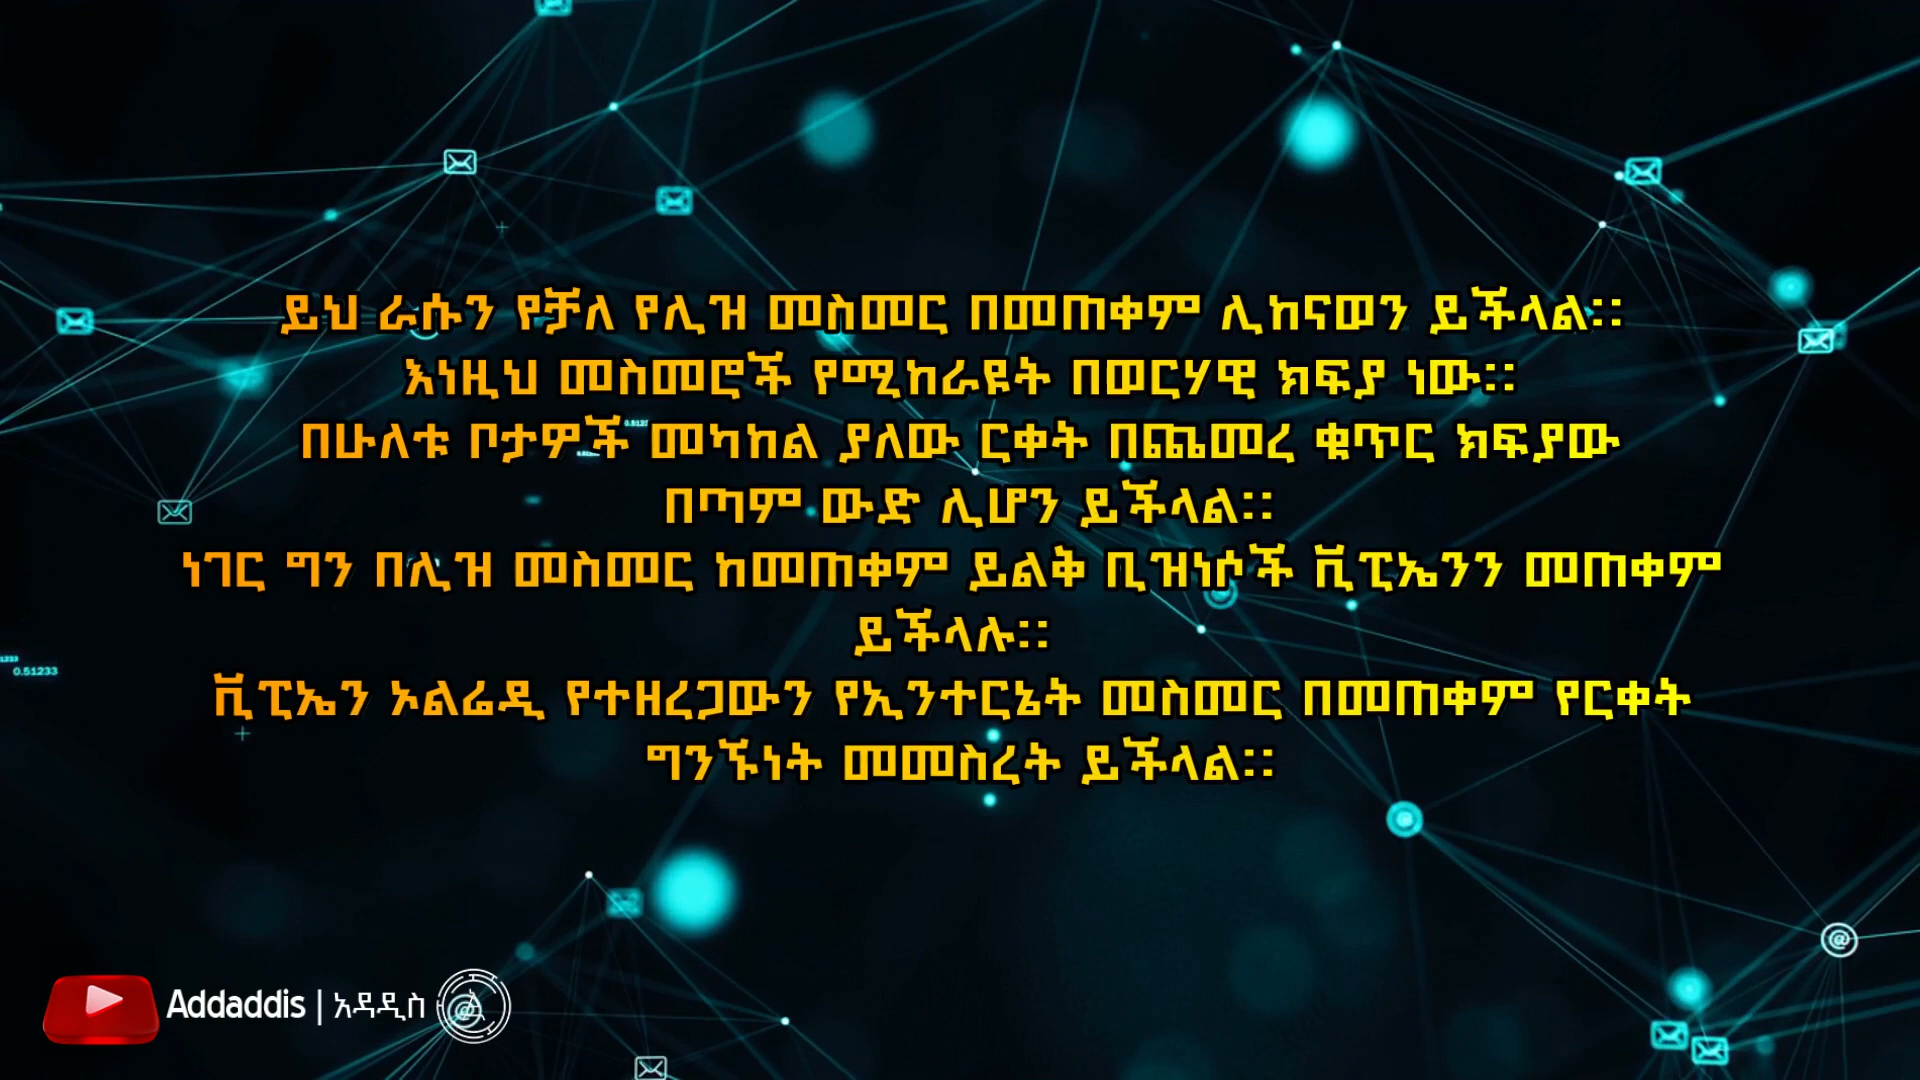 ይህ ራሱን የቻለ የሊዝ መስመር በመጠቀም ሊከናወን ይችላል፡፡
እነዚህ መስመሮች የሚከራዩት በወርሃዊ ክፍያ ነው፡፡
በሁለቱ ቦታዎች መካከል ያለው ርቀት በጨመረ ቁጥር ክፍያው
በጣም ውድ ሊሆን ይችላል፡፡
ነገር ግን በሊዝ መስመር ከመጠቀም ይልቅ ቢዝነሶች ቪፒኤንን መጠቀም
ይችላሉ፡፡
ቪፒኤን ኦልሬዲ የተዘረጋውን የኢንተርኔት መስመር በመጠቀም የርቀት
ግንኙነት መመስረት ይችላል፡፡
0.51233
Addaddis | አዳዲስ